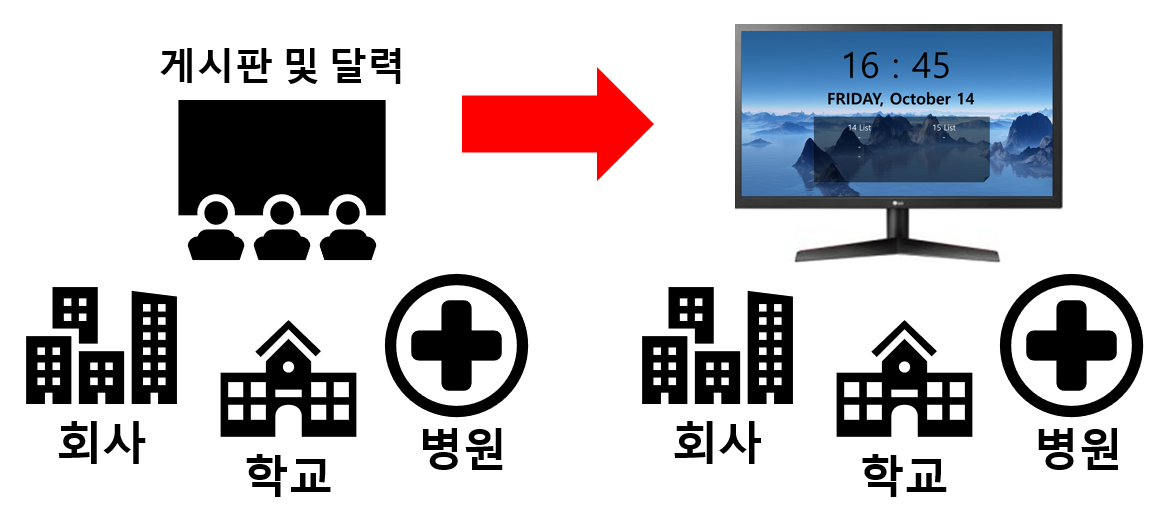 게시판 및 달력
16 : 45
FRIDAY, October 14
14 List
15 List
-
-
-
회사
학교
병원
회사
학교
병원